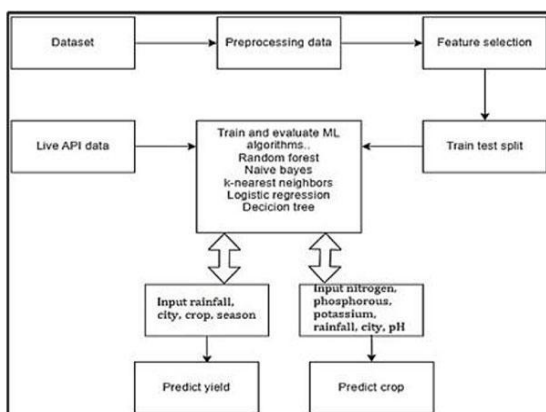 Dataset
Preprocessing data
Feature selection
Live API data
Train and evaluate ML
algorithms..
Random forest
Naive bayes
k-nearest neighbors
Logistic regression
Decicion tree
Train test split
Input rainfall,
city, crop, season
Input nitrogen,
phosphorous,
potassium,
rainfall, city, pH
Predict yield
Predict crop